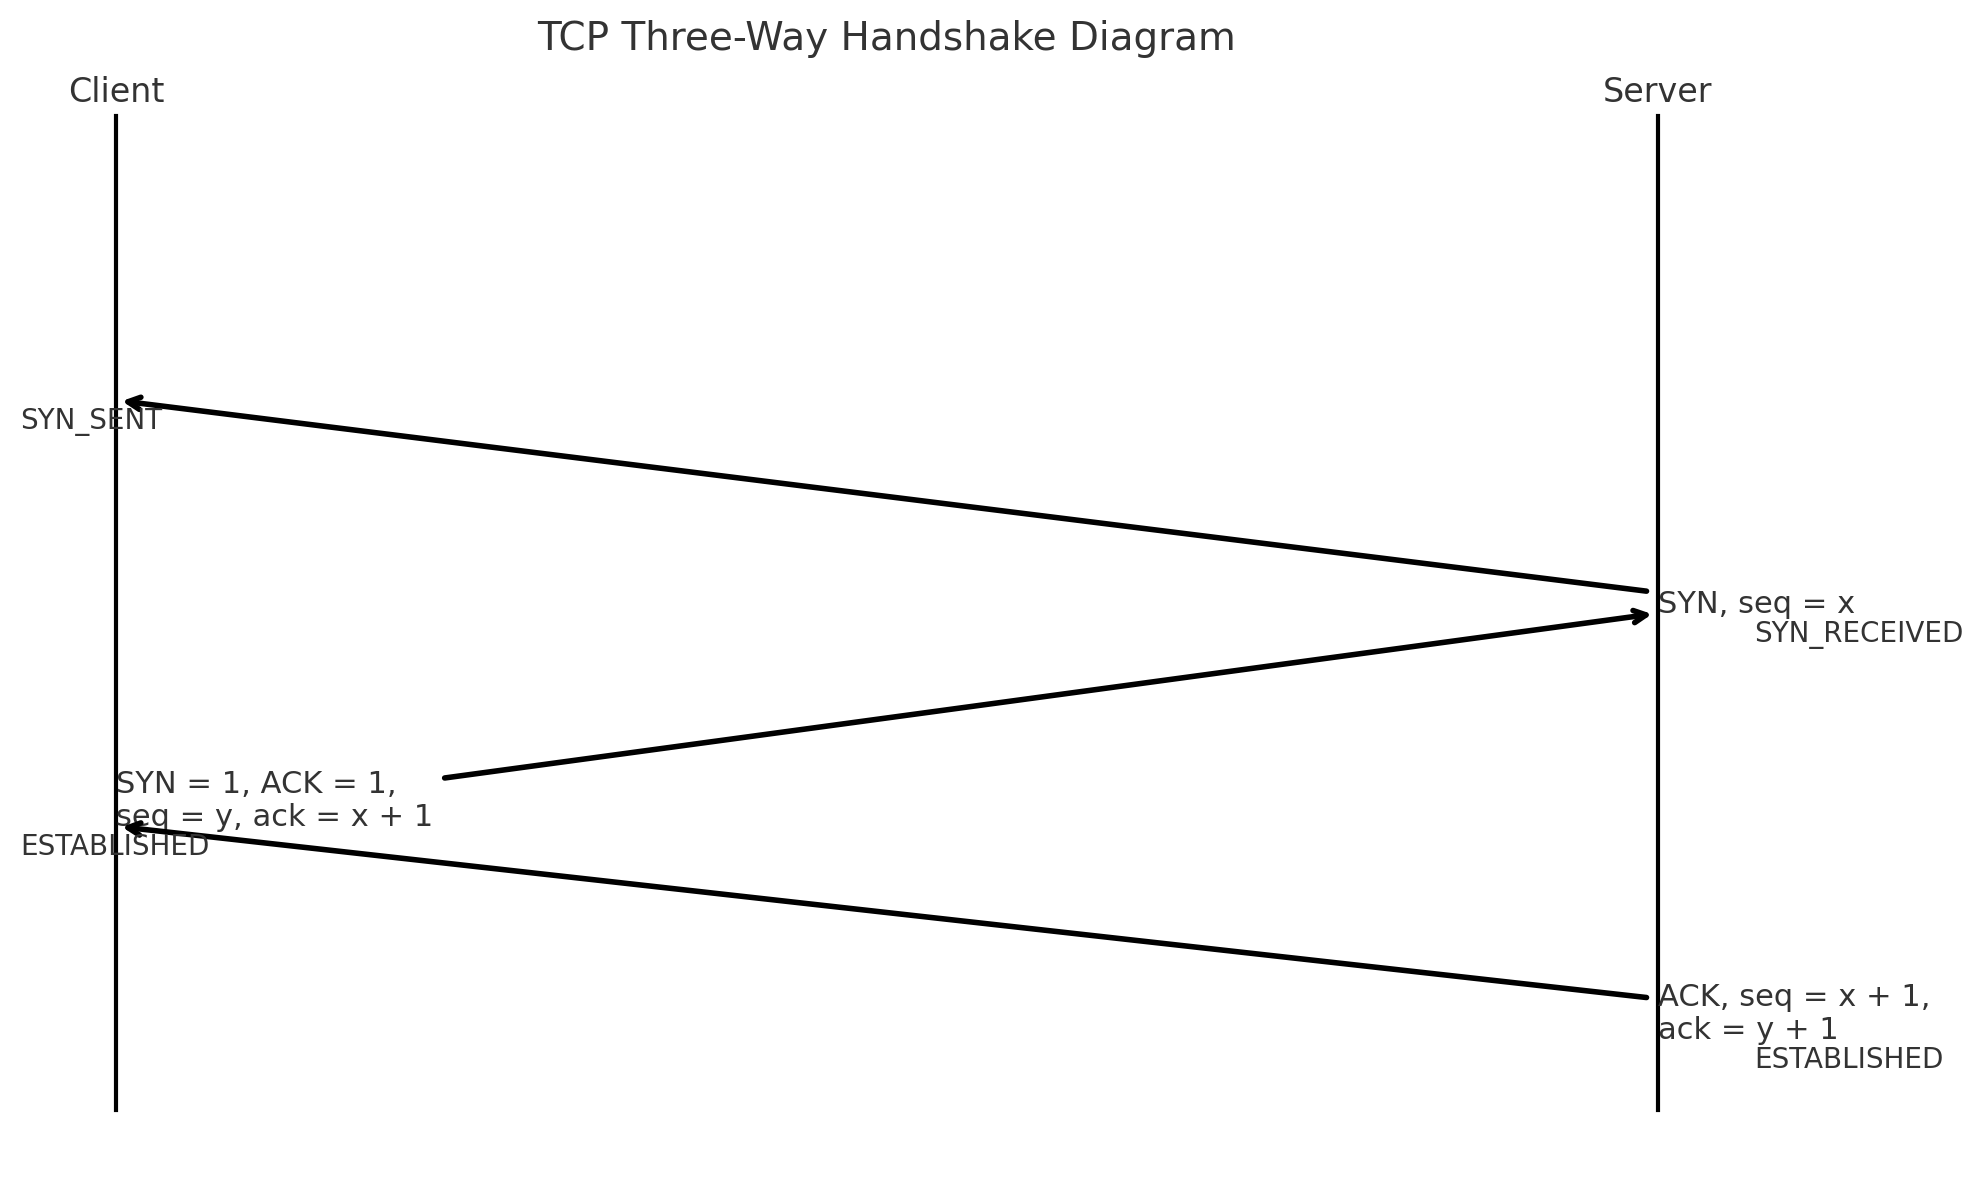 TCP Three-Way Handshake Diagram
Client
Server
SYN_SENT
SYN, seq = x
SYN_RECEIVED
SYN = 1, ACK = 1,
seq = y, ack = x + 1
ESTABLISHED
ACK, seq = x + 1,
ack = y + 1
ESTABLISHED